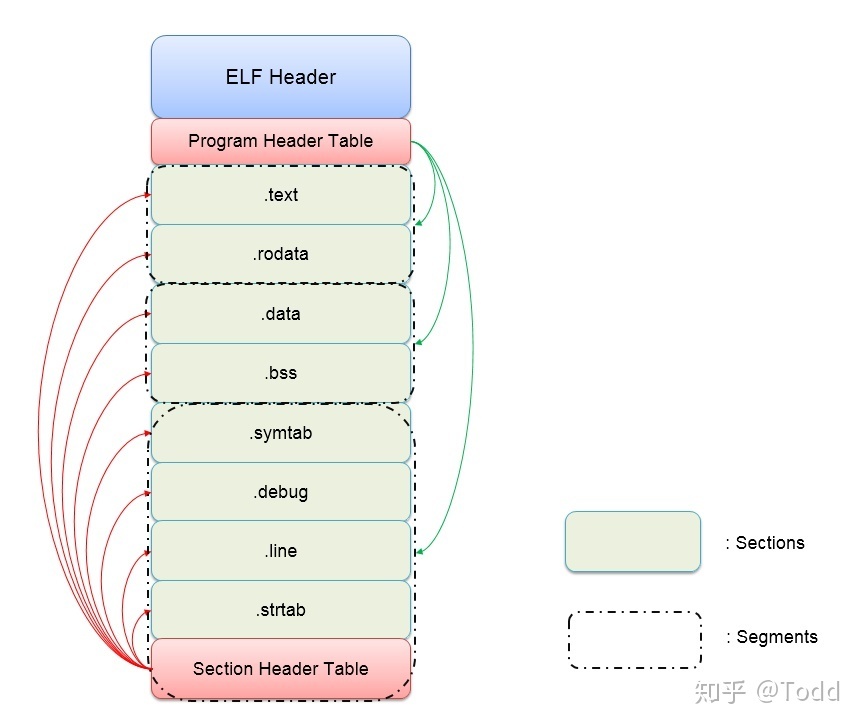 ELF Header
Program Header Table
.text
.rodata
.data
.bss
.symtab
.debug
.line
.strtab
Section Header Table
: Sections
: Segments
知乎 @Todd